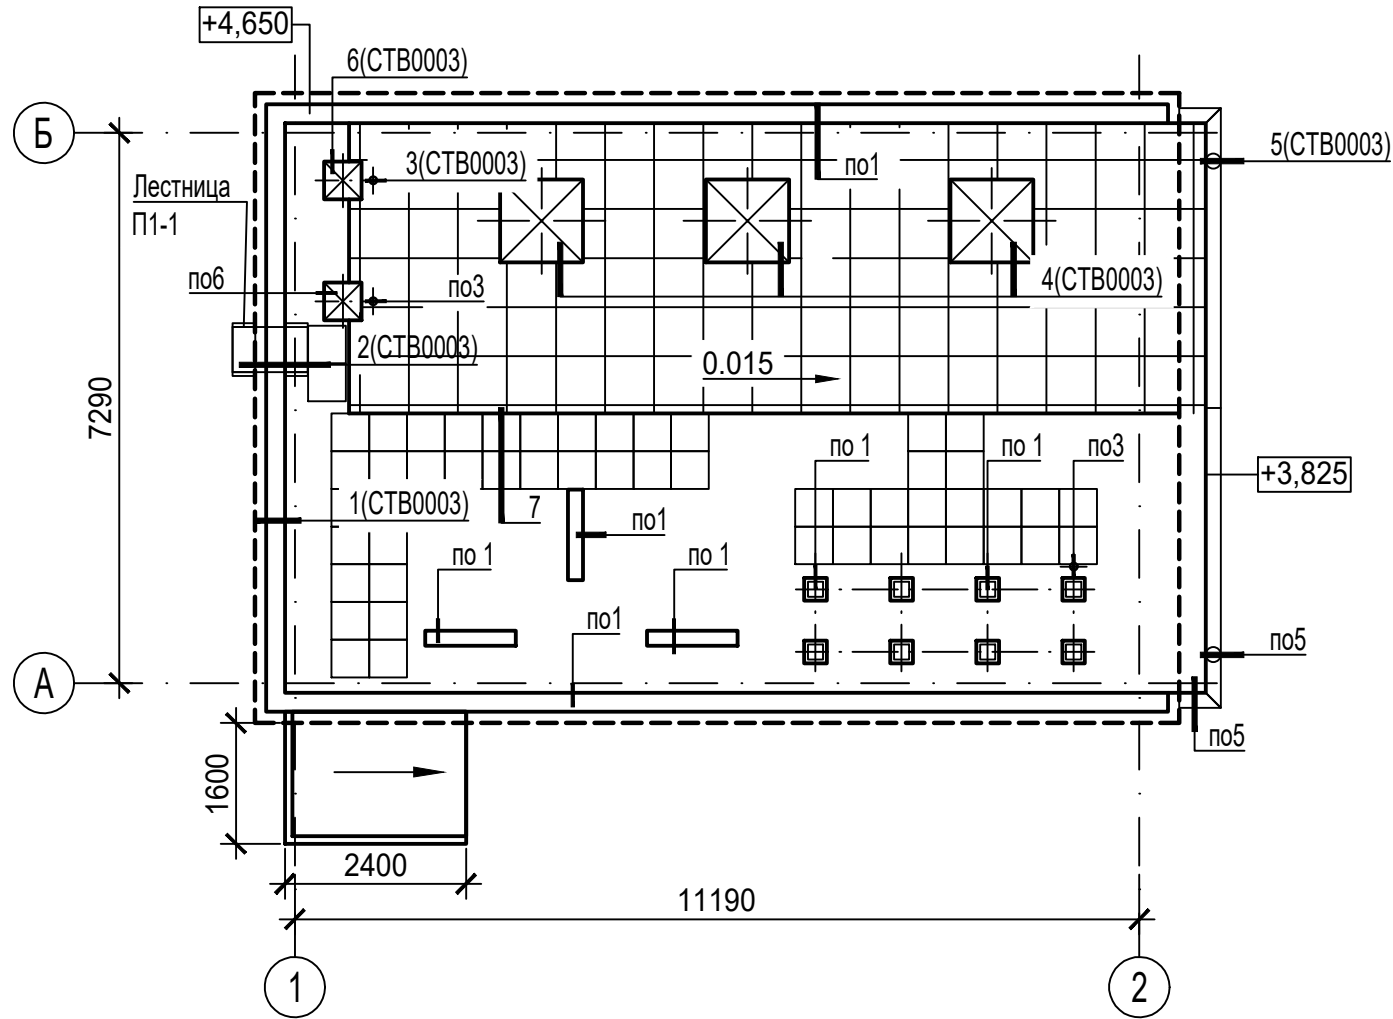 +4,650
6(СТВ0003)
Б
3(СТВ0003)
по1
5(СТВ0003)
Лестница
П1-1
по6
по3
4(СТВ0003)
2(СТВ0003)
0.015
7290
по 1
по 1
по3
+3,825
1(СТВ0003)
7
по1
по 1
по 1
по1
по5
А
по5
1600
2400
11190
1
2